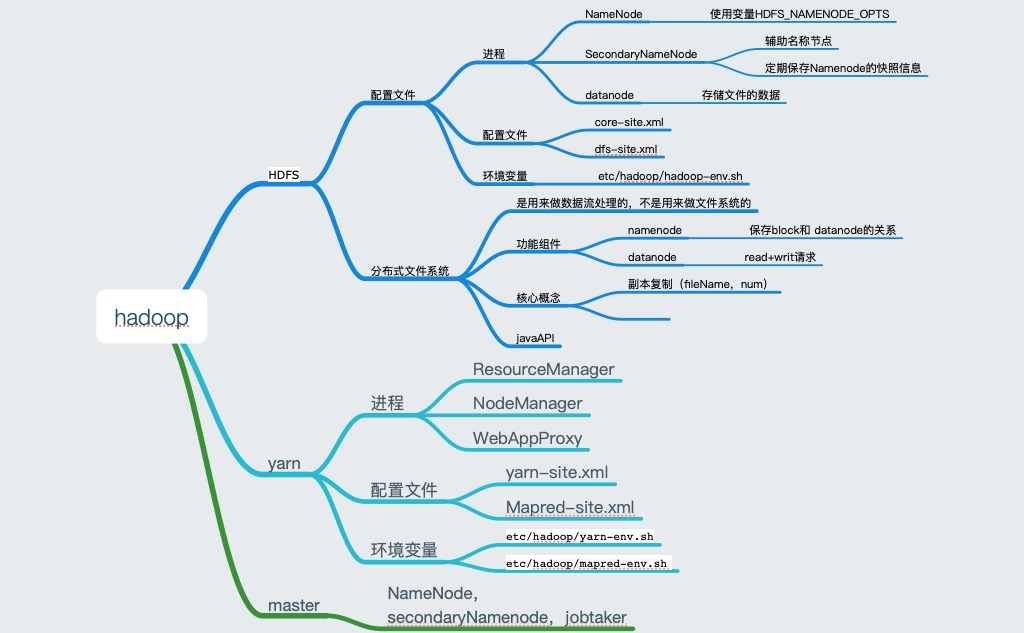 hadoop
HDFS
配置文件
进程
NameNode
使用变量HDFS_NAMENODE_OPTS
SecondaryNameNode
辅助名称节点
定期保存Namenode的快照信息
datanode
存储文件的数据
配置文件
core-site.xml
dfs-site.xml
环境变量
etc/hadoop/hadoop-env.sh
分布式文件系统
是用来做数据流处理的，不是用来做文件系统的
功能组件
namenode
保存block和 datanode的关系
datanode
read+writ请求
核心概念
副本复制（fileName，num）
javaAPI
yarn
进程
ResourceManager
NodeManager
WebAppProxy
配置文件
yarn-site.xml
Mapred-site.xml
环境变量
etc/hadoop/yarn-env.sh
etc/hadoop/mapred-env.sh
master
NameNode，
secondaryNamenode，jobtaker